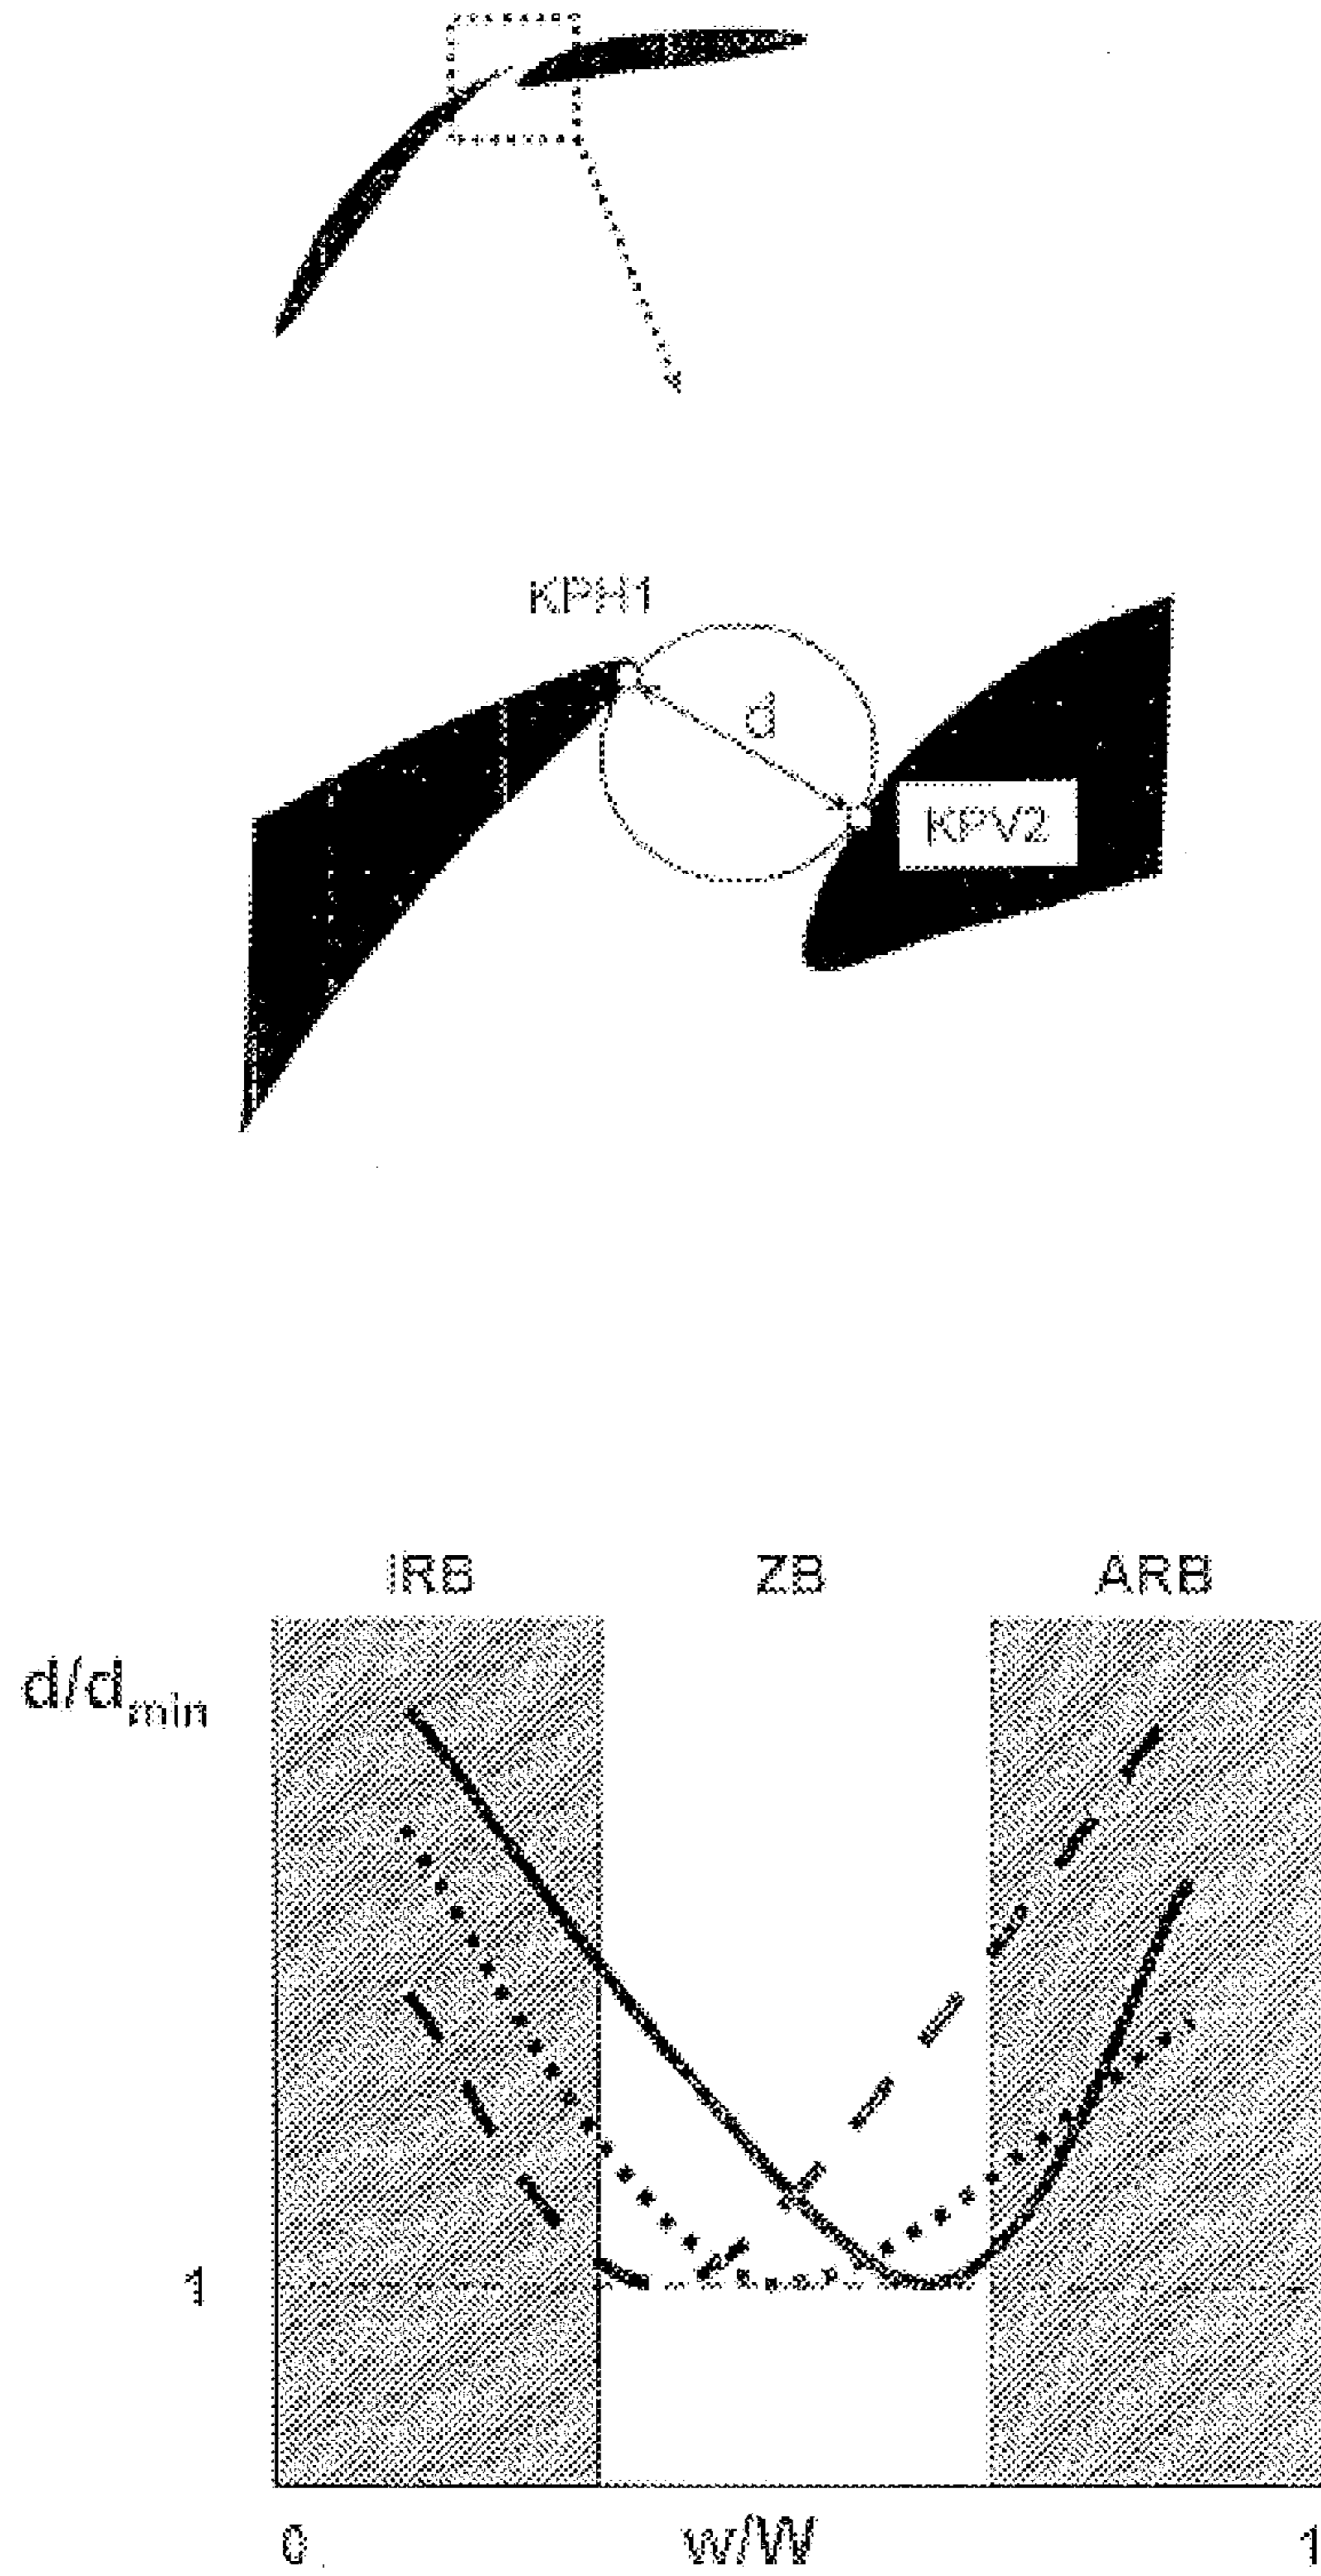 KPH1
d
KPV2
IRB ZB ARB
d/dmin
1
0 w/W 1